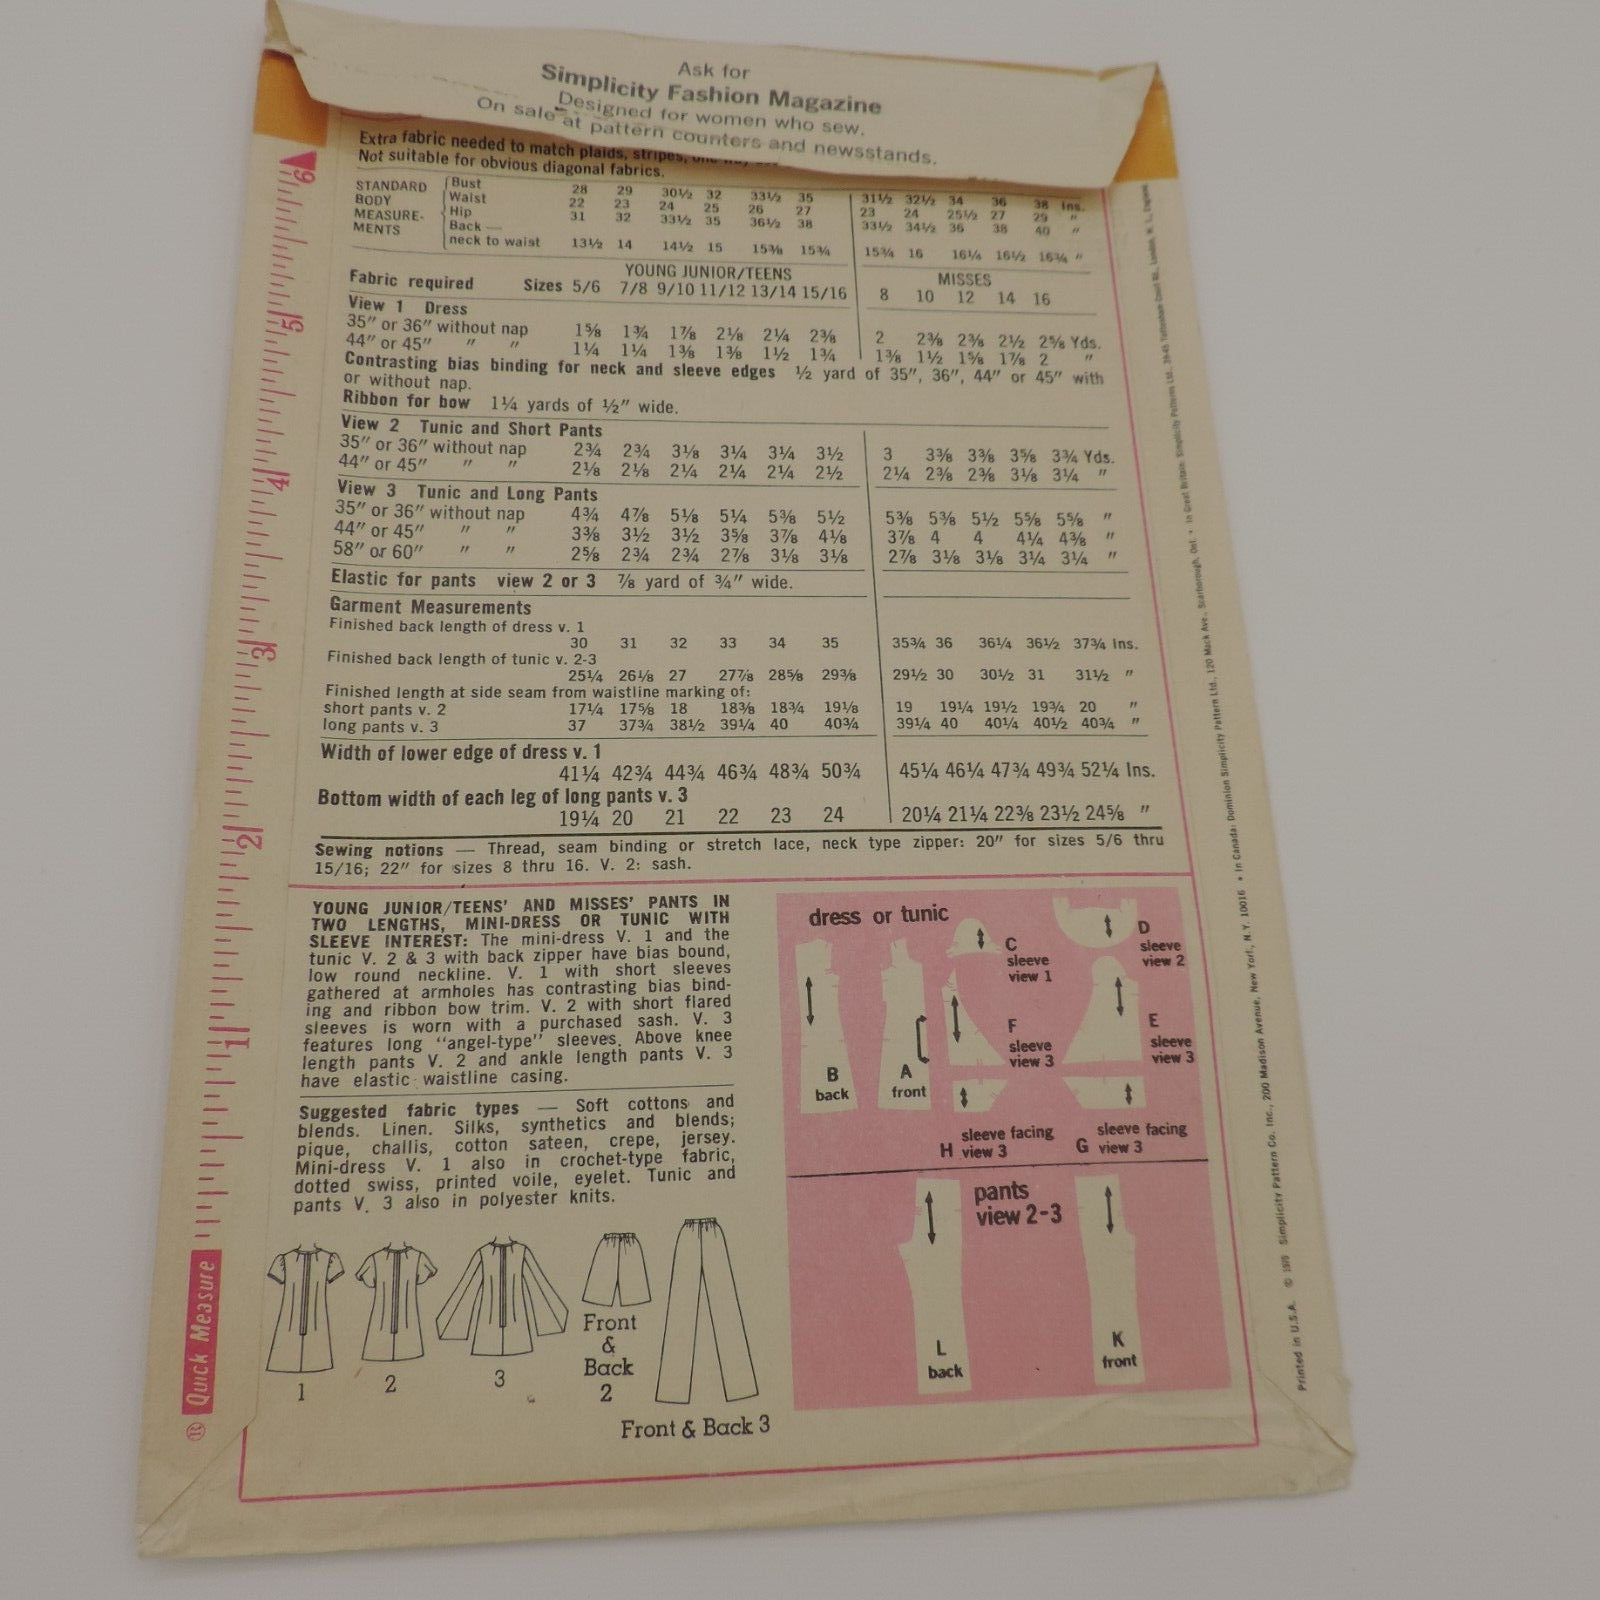 Ask for
Simplicity Fashion Magazine
Designed for women who sew.
On sale at pattern counters and newsstands.
Extra fabric needed to match plaids, stripes,
Not suitable for obvious diagonal fabrics.
STANDARD BODY MEASUREMENTS
Bust 28 29 30½ 32 33½ 35 31½ 32½ 34 36 38 Ins.
Waist 22 23 24 25 26 27 23 24 25½ 27 29 "
Hip 31 32 33½ 35 36½ 38 33½ 34½ 36 38 40 "
Back —
neck to waist 13½ 14 14½ 15 15⅜ 15¾ 15¾ 16 16¼ 16½ 16¾ "
YOUNG JUNIOR/TEENS MISSES
Fabric required Sizes 5/6 7/8 9/10 11/12 13/14 15/16 8 10 12 14 16
View 1 Dress
35" or 36" without nap 1⅝ 1¾ 1⅞ 2⅛ 2¼ 2⅜ 2 2⅜ 2⅜ 2½ 2⅝ Yds.
44" or 45" " " 1¼ 1¼ 1⅜ 1⅜ 1½ 1¾ 1⅜ 1½ 1⅝ 1⅞ 2 "
Contrasting bias binding for neck and sleeve edges ½ yard of 35", 36", 44" or 45" with
or without nap.
Ribbon for bow 1¼ yards of ½" wide.
View 2 Tunic and Short Pants
35" or 36" without nap 2¾ 2¾ 3⅛ 3¼ 3¼ 3½ 3 3⅜ 3⅜ 3⅝ 3¾ Yds.
44" or 45" " " 2⅛ 2⅛ 2¼ 2¼ 2¼ 2½ 2¼ 2⅜ 2⅜ 3⅛ 3¼ "
View 3 Tunic and Long Pants
35" or 36" without nap 4¾ 4⅞ 5⅛ 5¼ 5⅜ 5½ 5⅜ 5⅜ 5½ 5⅝ 5⅝ "
44" or 45" " " 3⅜ 3½ 3½ 3⅝ 3⅞ 4⅛ 3⅞ 4 4 4¼ 4⅜ "
58" or 60" " " 2⅝ 2¾ 2¾ 2⅞ 3⅛ 3⅛ 2⅞ 3⅛ 3⅛ 3¼ 3¼ "
Elastic for pants view 2 or 3 ⅞ yard of ¾" wide.
Garment Measurements
Finished back length of dress v. 1
30 31 32 33 34 35 35¾ 36 36¼ 36½ 37¾ Ins.
Finished back length of tunic v. 2-3
25¼ 26⅛ 27 27⅞ 28⅝ 29⅜ 29½ 30 30½ 31 31½ "
Finished length at side seam from waistline marking of:
short pants v. 2 17¼ 17⅝ 18 18⅜ 18¾ 19⅛ 19 19¼ 19½ 19¾ 20 "
long pants v. 3 37 37¾ 38½ 39¼ 40 40¾ 39¼ 40 40¼ 40½ 40¾ "
Width of lower edge of dress v. 1
41¼ 42¾ 44¾ 46¾ 48¾ 50¾ 45¼ 46¼ 47¾ 49¾ 52¼ Ins.
Bottom width of each leg of long pants v. 3
19¼ 20 21 22 23 24 20¼ 21¼ 22⅜ 23½ 24⅝ "
Sewing notions — Thread, seam binding or stretch lace, neck type zipper: 20" for sizes 5/6 thru
15/16; 22" for sizes 8 thru 16. V. 2: sash.
YOUNG JUNIOR/TEENS' AND MISSES' PANTS IN
TWO LENGTHS, MINI-DRESS OR TUNIC WITH
SLEEVE INTEREST: The mini-dress V. 1 and the
tunic V. 2 & 3 with back zipper have bias bound,
low round neckline. V. 1 with short sleeves
gathered at armholes has contrasting bias bind-
ing and ribbon bow trim. V. 2 with short flared
sleeves is worn with a purchased sash. V. 3
features long "angel-type" sleeves. Above knee
length pants V. 2 and ankle length pants V. 3
have elastic waistline casing.
Suggested fabric types — Soft cottons and
blends. Linen. Silks, synthetics and blends;
pique, challis, cotton sateen, crepe, jersey.
Mini-dress V. 1 also in crochet-type fabric,
dotted swiss, printed voile, eyelet. Tunic and
pants V. 3 also in polyester knits.
1
2
3
Front
&
Back
2
Front & Back 3
dress or tunic
B
back
A
front
C
sleeve
view 1
D
sleeve
view 2
F
sleeve
view 3
E
sleeve
view 3
H sleeve facing
view 3
G sleeve facing
view 3
pants
view 2-3
L
back
K
front
6
5
4
3
2
1
® Quick Measure
Printed in U.S.A. © 1970 Simplicity Pattern Co. Inc., 200 Madison Avenue, New York, N.Y. 10016 • In Canada: Dominion Simplicity Pattern Ltd., 120 Mack Ave., Scarborough, Ont. • In Great Britain: Simplicity Patterns Ltd., 39-45 Tottenham Court Rd., London,